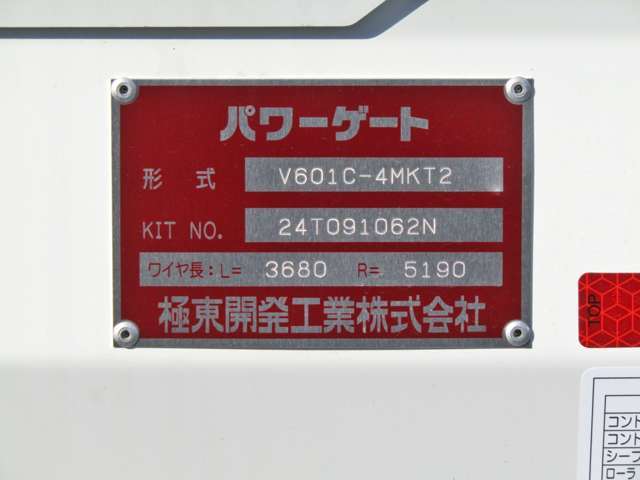 パワーゲート
形式 V601C-4MKT2
KIT NO. 24T091062N
ワイヤ長:L= 3680 R= 5190
極東開発工業株式会社
TOP
コント
コント
シーブ
ローラ